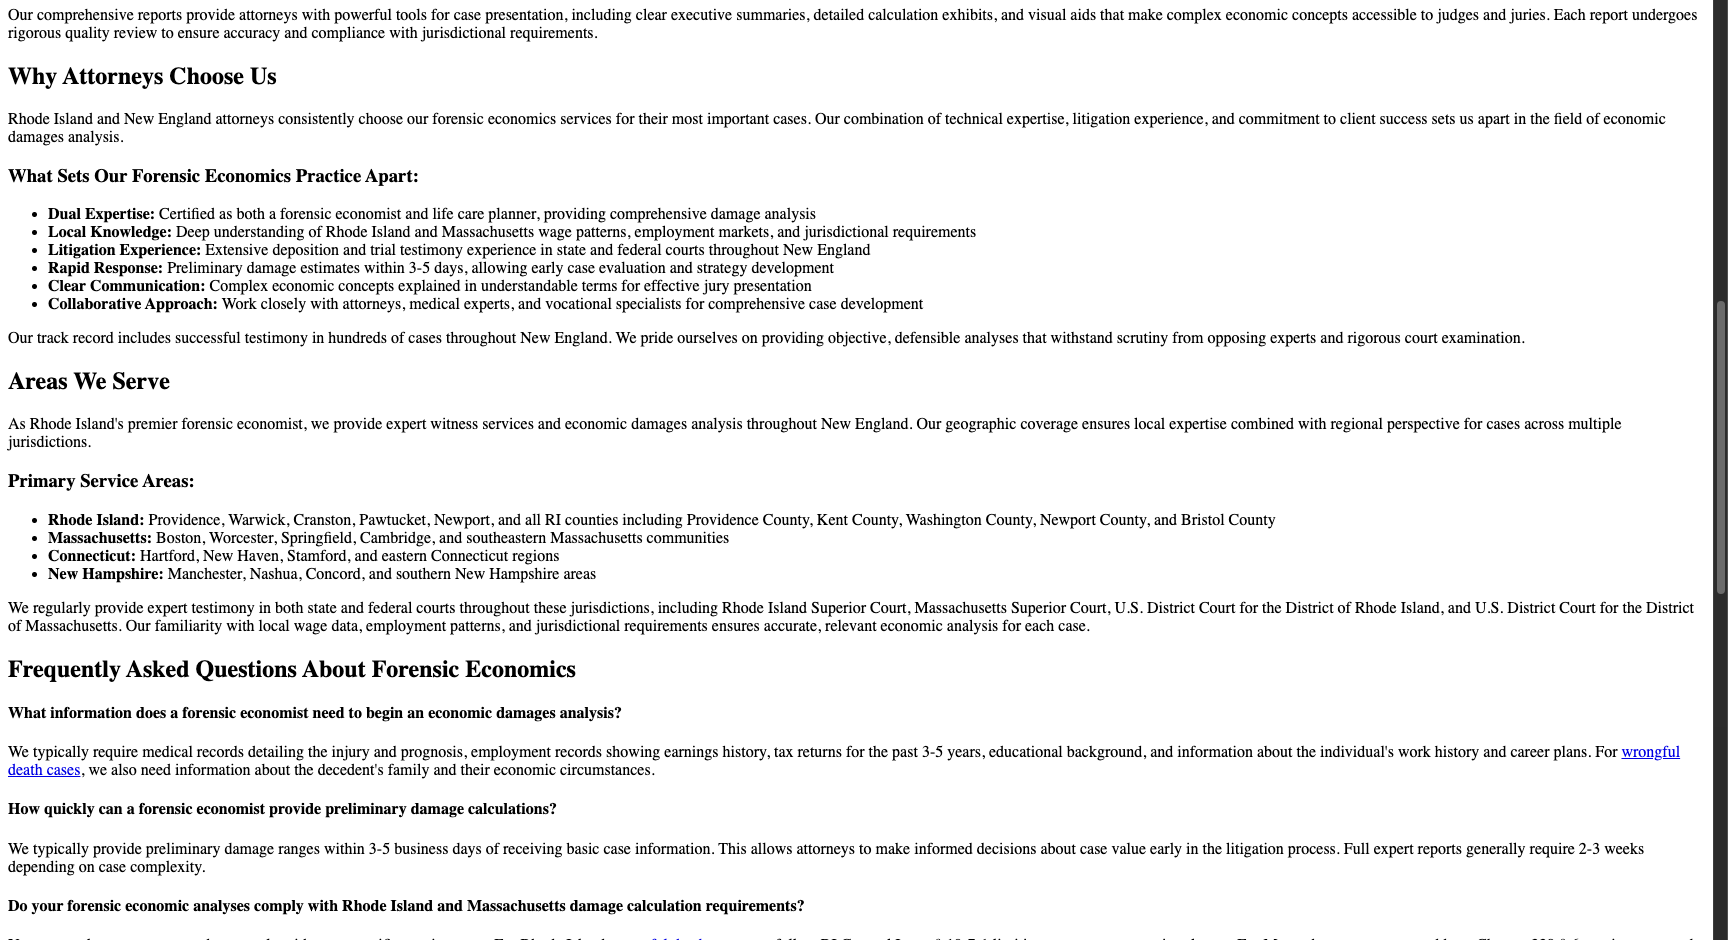 Our comprehensive reports provide attorneys with powerful tools for case presentation, including clear executive summaries, detailed calculation exhibits, and visual aids that make complex economic concepts accessible to judges and juries. Each report undergoes
rigorous quality review to ensure accuracy and compliance with jurisdictional requirements.
Why Attorneys Choose Us
Rhode Island and New England attorneys consistently choose our forensic economics services for their most important cases. Our combination of technical expertise, litigation experience, and commitment to client success sets us apart in the field of economic
damages analysis.
What Sets Our Forensic Economics Practice Apart:
• Dual Expertise: Certified as both a forensic economist and life care planner, providing comprehensive damage analysis
• Local Knowledge: Deep understanding of Rhode Island and Massachusetts wage patterns, employment markets, and jurisdictional requirements
• Litigation Experience: Extensive deposition and trial testimony experience in state and federal courts throughout New England
• Rapid Response: Preliminary damage estimates within 3-5 days, allowing early case evaluation and strategy development
• Clear Communication: Complex economic concepts explained in understandable terms for effective jury presentation
• Collaborative Approach: Work closely with attorneys, medical experts, and vocational specialists for comprehensive case development
Our track record includes successful testimony in hundreds of cases throughout New England. We pride ourselves on providing objective, defensible analyses that withstand scrutiny from opposing experts and rigorous court examination.
Areas We Serve
As Rhode Island's premier forensic economist, we provide expert witness services and economic damages analysis throughout New England. Our geographic coverage ensures local expertise combined with regional perspective for cases across multiple
jurisdictions.
Primary Service Areas:
• Rhode Island: Providence, Warwick, Cranston, Pawtucket, Newport, and all RI counties including Providence County, Kent County, Washington County, Newport County, and Bristol County
• Massachusetts: Boston, Worcester, Springfield, Cambridge, and southeastern Massachusetts communities
• Connecticut: Hartford, New Haven, Stamford, and eastern Connecticut regions
• New Hampshire: Manchester, Nashua, Concord, and southern New Hampshire areas
We regularly provide expert testimony in both state and federal courts throughout these jurisdictions, including Rhode Island Superior Court, Massachusetts Superior Court, U.S. District Court for the District of Rhode Island, and U.S. District Court for the District
of Massachusetts. Our familiarity with local wage data, employment patterns, and jurisdictional requirements ensures accurate, relevant economic analysis for each case.
Frequently Asked Questions About Forensic Economics
What information does a forensic economist need to begin an economic damages analysis?
We typically require medical records detailing the injury and prognosis, employment records showing earnings history, tax returns for the past 3-5 years, educational background, and information about the individual's work history and career plans. For wrongful
death cases, we also need information about the decedent's family and their economic circumstances.
How quickly can a forensic economist provide preliminary damage calculations?
We typically provide preliminary damage ranges within 3-5 business days of receiving basic case information. This allows attorneys to make informed decisions about case value early in the litigation process. Full expert reports generally require 2-3 weeks
depending on case complexity.
Do your forensic economic analyses comply with Rhode Island and Massachusetts damage calculation requirements?